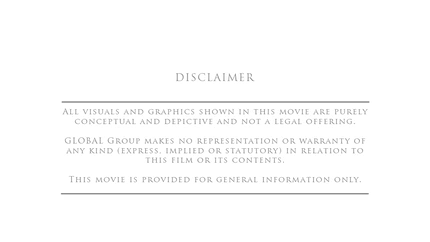 DISCLAIMER
ALL VISUALS AND GRAPHICS SHOWN IN THIS MOVIE ARE PURELY
CONCEPTUAL AND DEPICTIVE AND NOT A LEGAL OFFERING.
GLOBAL GROUP MAKES NO REPRESENTATION OR WARRANTY OF
ANY KIND (EXPRESS, IMPLIED OR STATUTORY) IN RELATION TO
THIS FILM OR ITS CONTENTS.
THIS MOVIE IS PROVIDED FOR GENERAL INFORMATION ONLY.